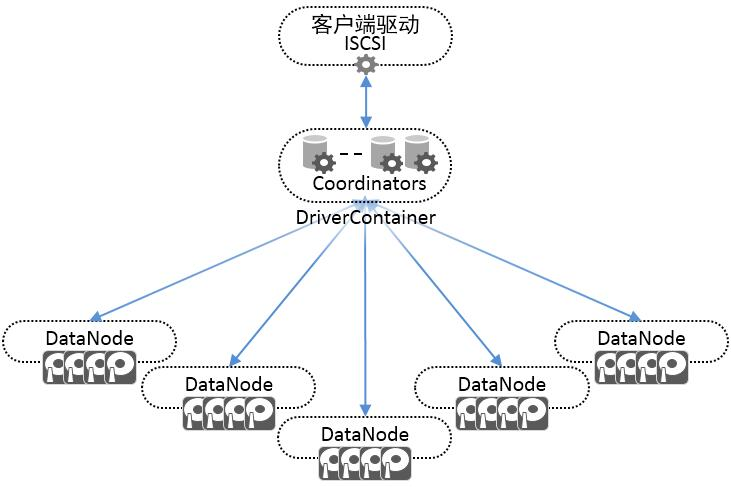 客户端驱动
ISCSI
Coordinators
DriverContainer
DataNode
DataNode
DataNode
DataNode
DataNode